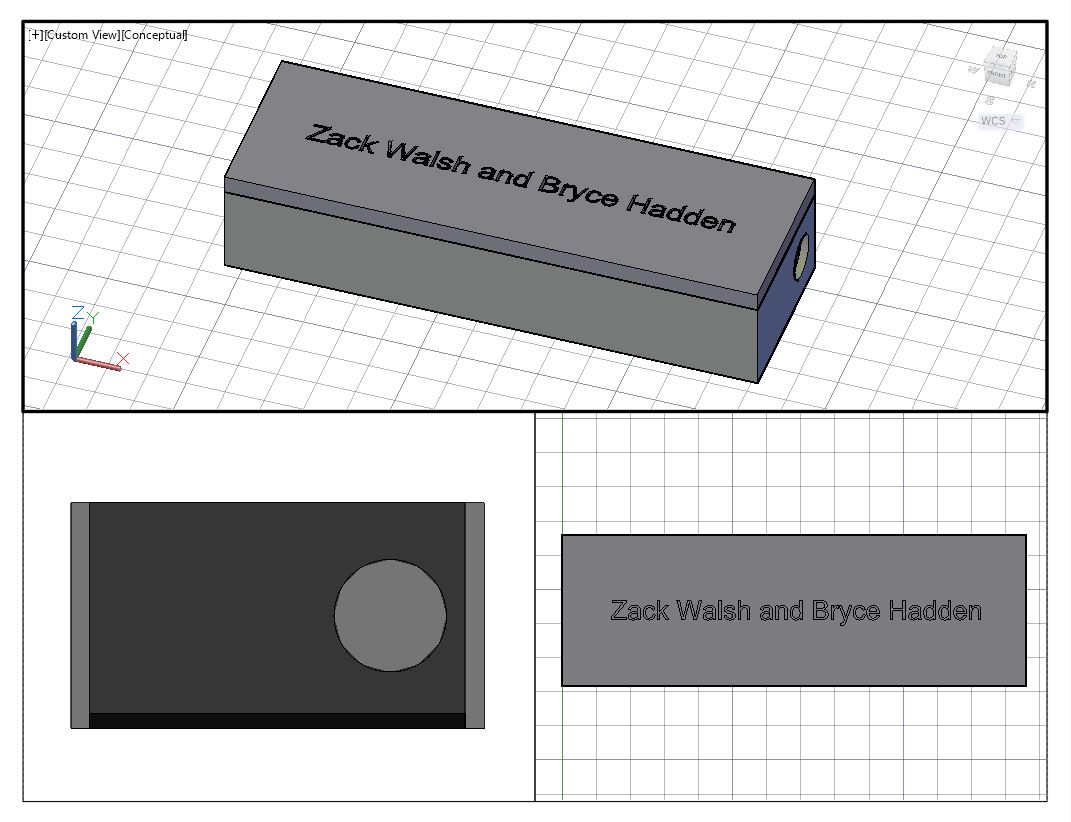 [+][Custom View][Conceptual]
TOP
FRONT
W
S
WCS
Zack Walsh and Bryce Hadden
Z
Y
X
Zack Walsh and Bryce Hadden